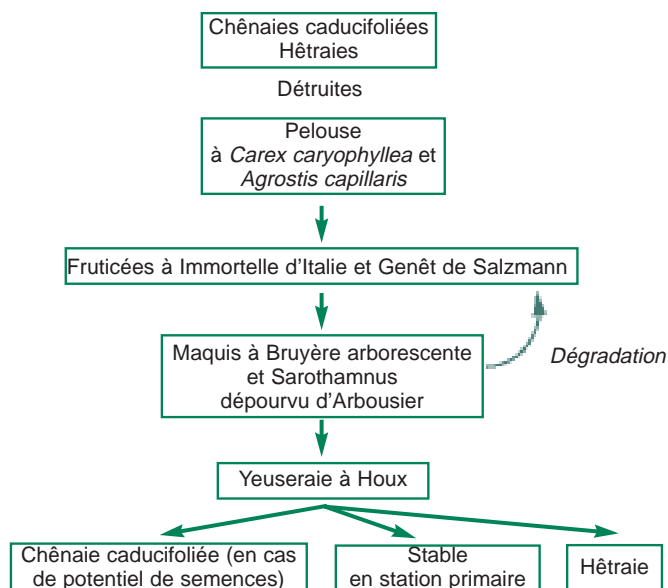 Chênaies caducifoliées
Hêtraies
Détruites
Pelouse
à Carex caryophyllea et
Agrostis capillaris
Fruticées à Immortelle d'Italie et Genêt de Salzmann
Maquis à Bruyère arborescente
et Sarothamnus
dépourvu d'Arbousier
Dégradation
Yeuseraie à Houx
Chênaie caducifoliée (en cas
de potentiel de semences)
Stable
en station primaire
Hêtraie